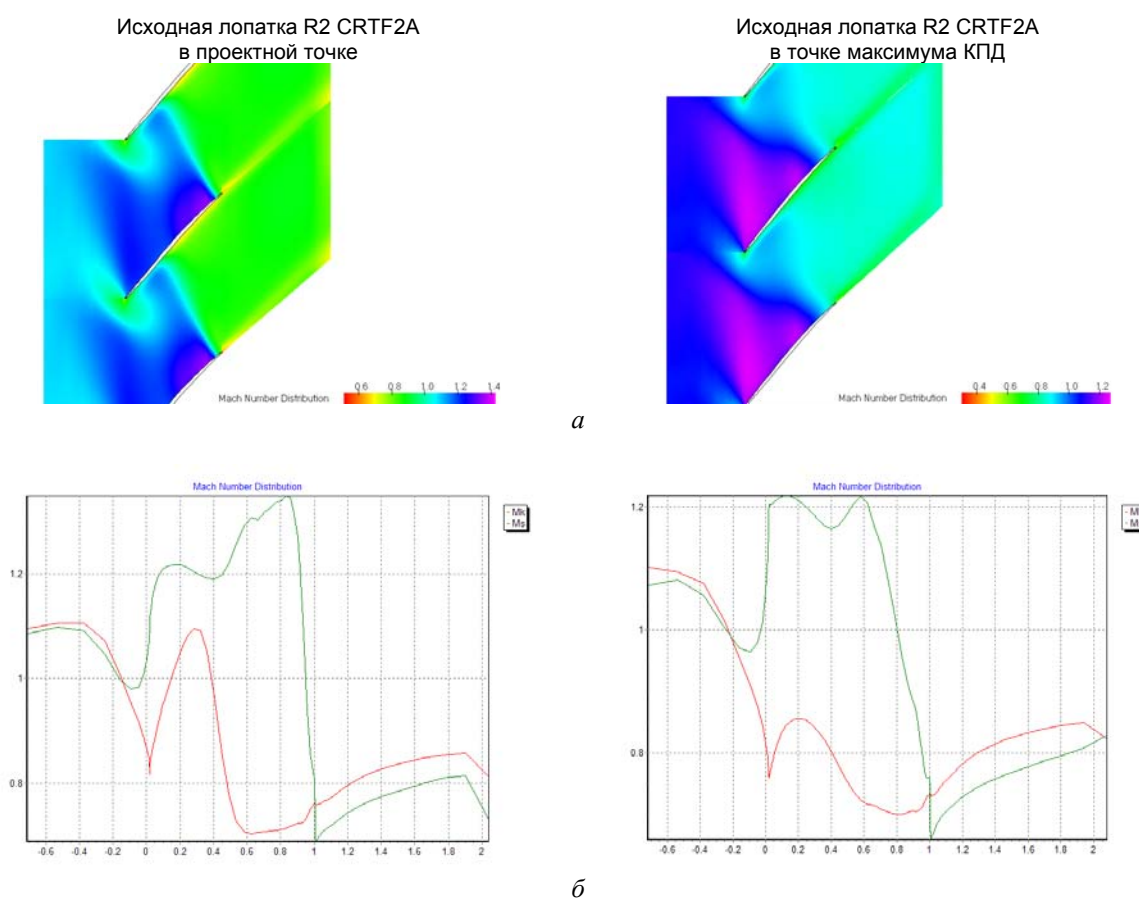 Исходная лопатка R2 CRTF2A
в проектной точке
Исходная лопатка R2 CRTF2A
в точке максимума КПД
Mach Number Distribution
0.6 0.8 1.0 1.2 1.4
Mach Number Distribution
0.4 0.6 0.8 1.0 1.2
а
Mach Number Distribution
Mk
Ms
1.2
1
0.8
-0.6 -0.4 -0.2 0 0.2 0.4 0.6 0.8 1 1.2 1.4 1.6 1.8 2
Mach Number Distribution
1.2
1
0.8
-0.6 -0.4 -0.2 0 0.2 0.4 0.6 0.8 1 1.2 1.4 1.6 1.8 2
б